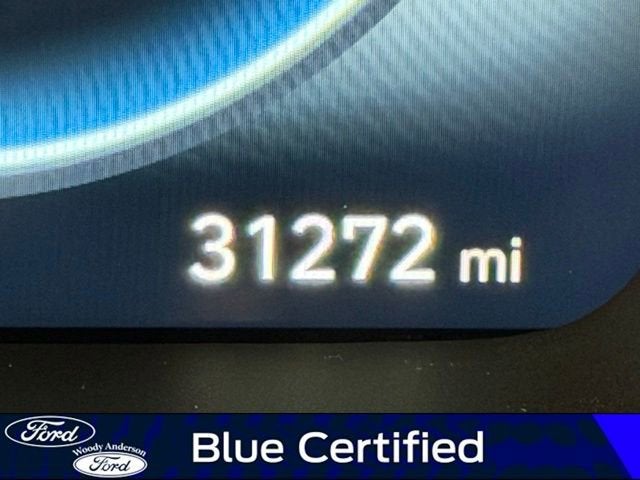 31272 mi
Ford
Woody Anderson
Ford
Blue Certified